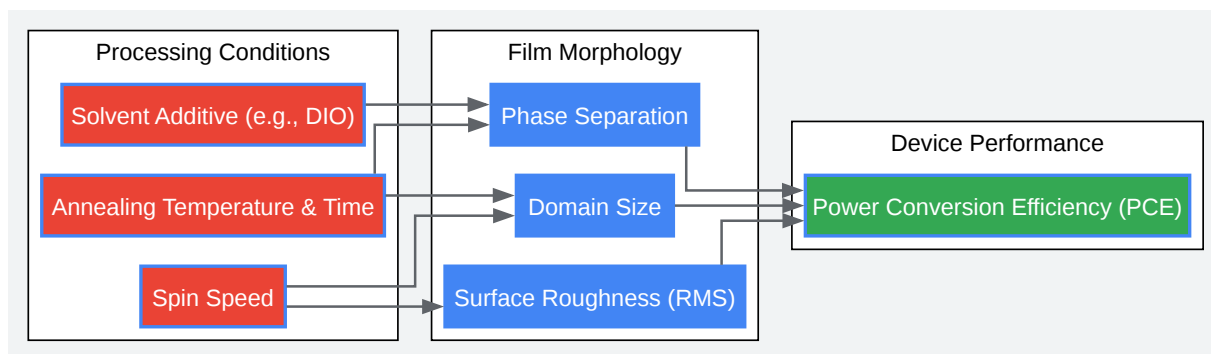 Processing Conditions
Solvent Additive (e.g., DIO)
Annealing Temperature & Time
Spin Speed
Film Morphology
Phase Separation
Domain Size
Surface Roughness (RMS)
Device Performance
Power Conversion Efficiency (PCE)